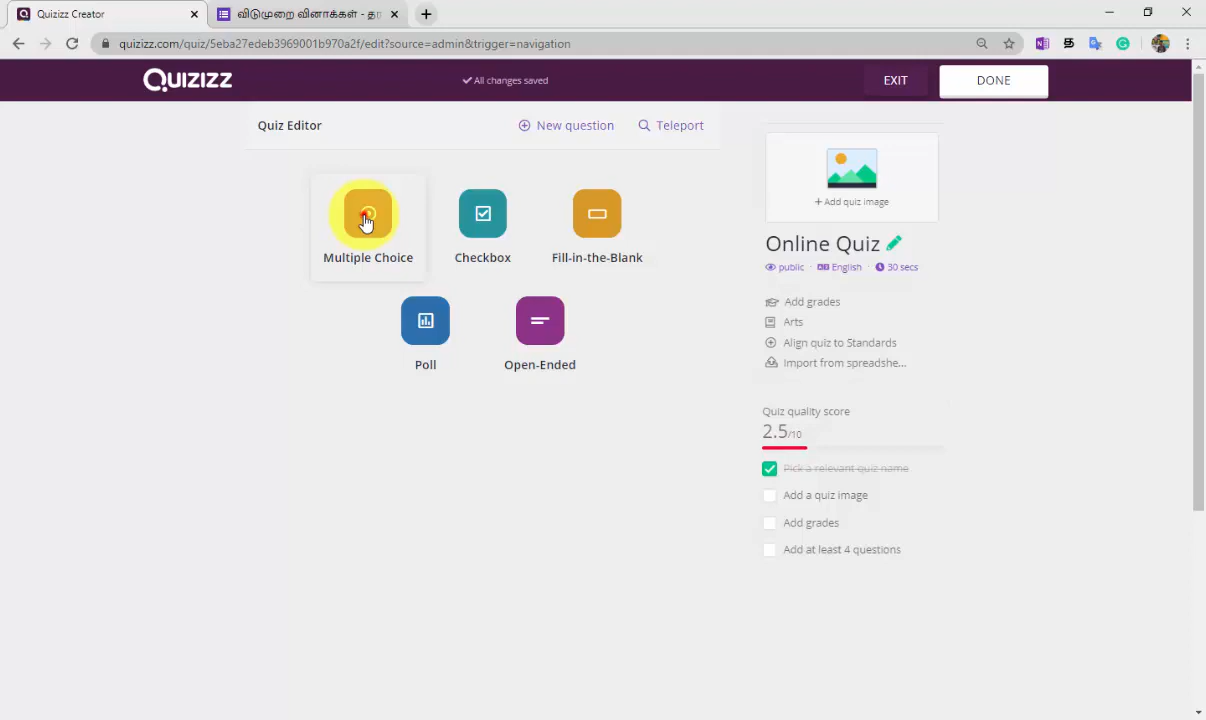 Quizizz Creator
விடுமுறை வினாக்கள் - தர
quizizz.com/quiz/5eba27edeb3969001b970a2f/edit?source=admin&trigger=navigation
QUIZIZZ
All changes saved
EXIT
DONE
Quiz Editor
New question
Teleport
+ Add quiz image
Multiple Choice
Checkbox
Fill-in-the-Blank
Poll
Open-Ended
Online Quiz
public · English · 30 secs
Add grades
Arts
Align quiz to Standards
Import from spreadshe...
Quiz quality score
2.5/10
Pick a relevant quiz name
Add a quiz image
Add grades
Add at least 4 questions